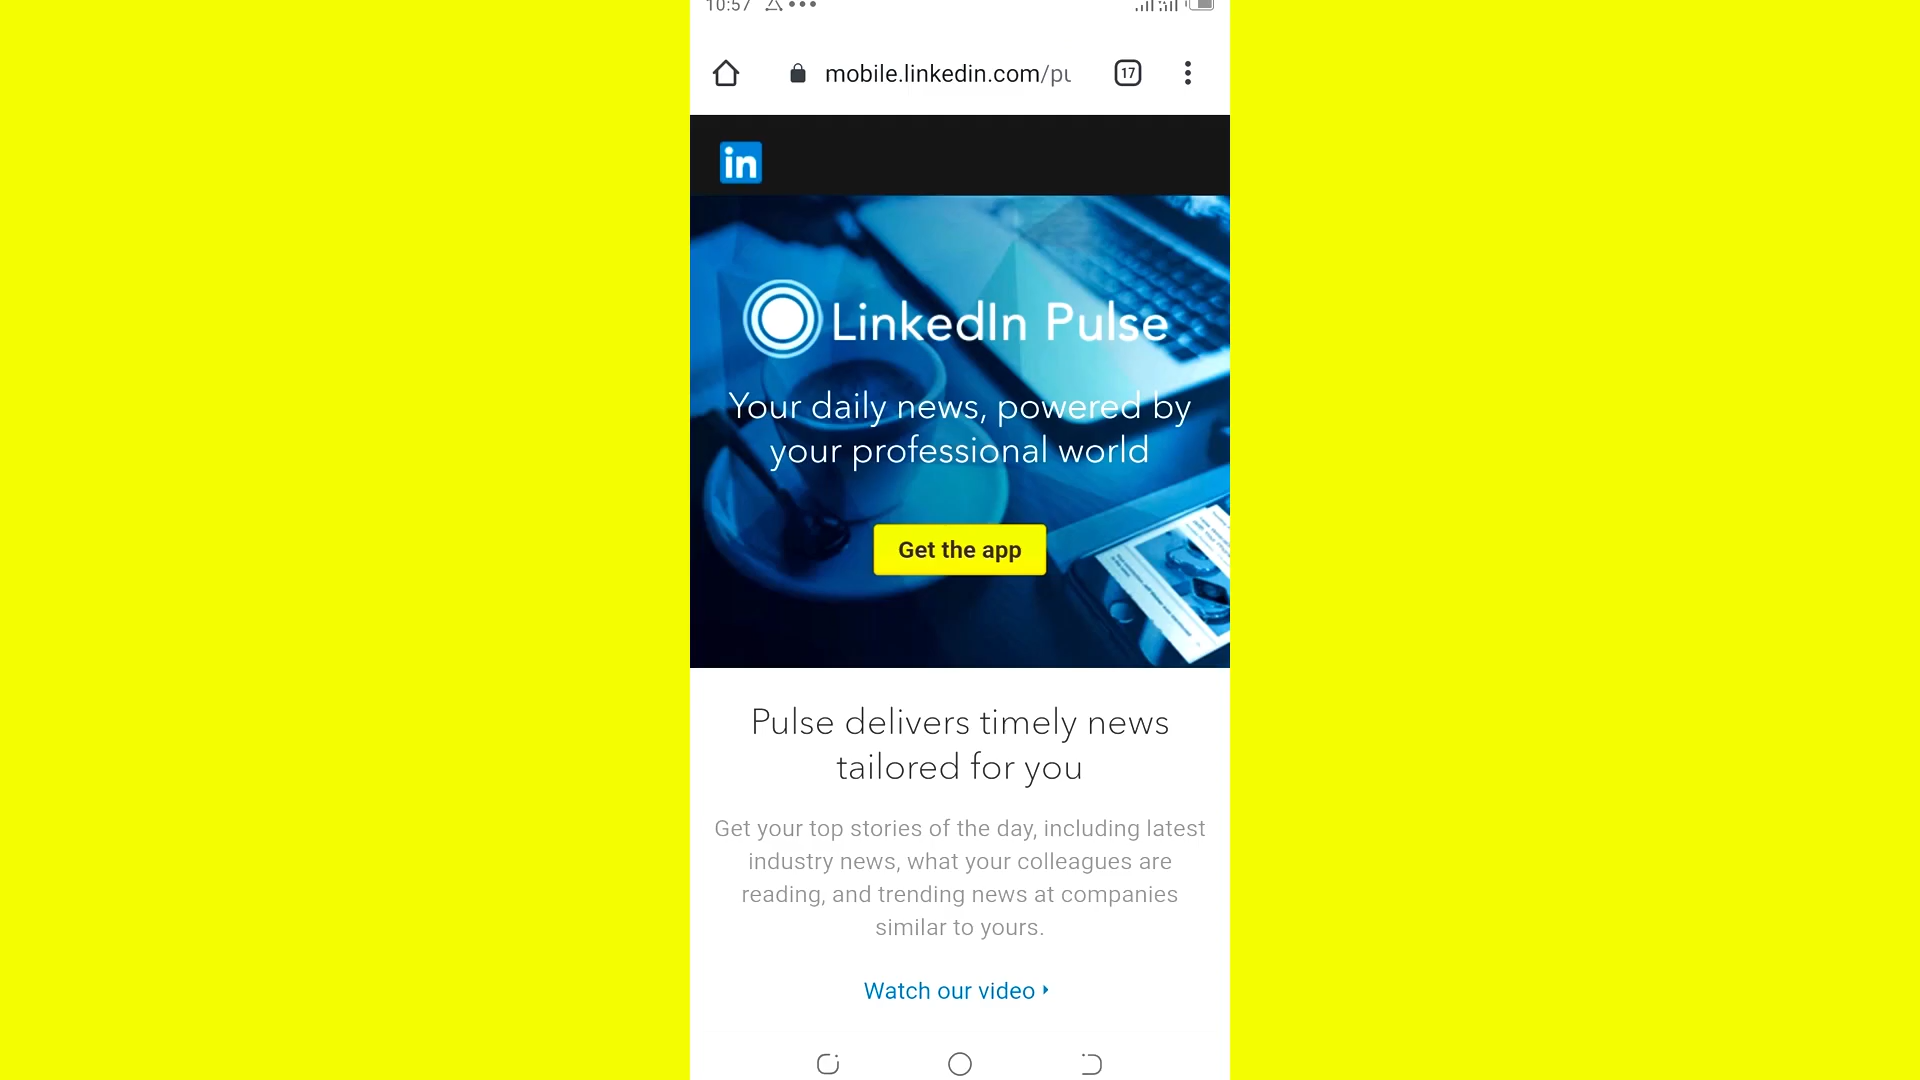 10:57
mobile.linkedin.com/pu
17
in
LinkedIn Pulse
Your daily news, powered by
your professional world
Get the app
Pulse delivers timely news
tailored for you
Get your top stories of the day, including latest
industry news, what your colleagues are
reading, and trending news at companies
similar to yours.
Watch our video